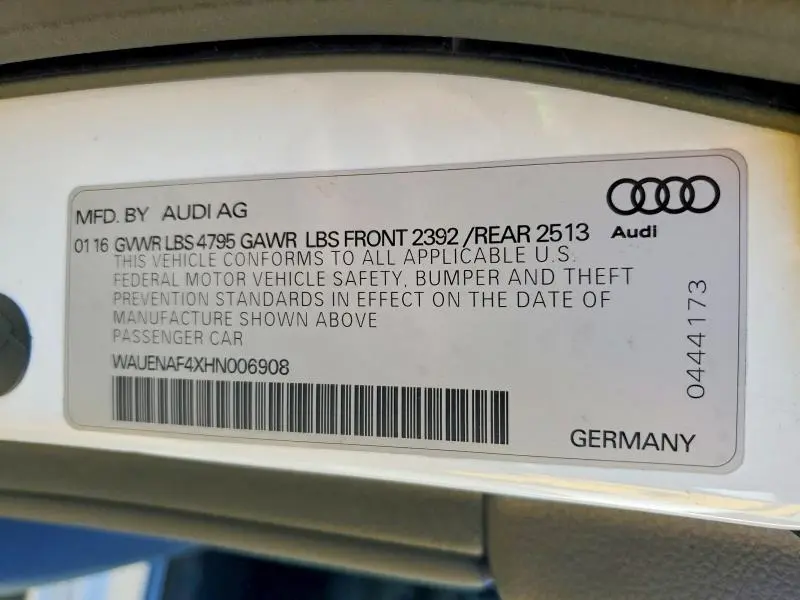 MFD. BY AUDI AG
01 16 GVWR LBS 4795 GAWR LBS FRONT 2392 /REAR 2513
Audi
THIS VEHICLE CONFORMS TO ALL APPLICABLE U.S.
FEDERAL MOTOR VEHICLE SAFETY, BUMPER AND THEFT
PREVENTION STANDARDS IN EFFECT ON THE DATE OF
MANUFACTURE SHOWN ABOVE
PASSENGER CAR
WAUENAF4XHN006908
0444173
GERMANY